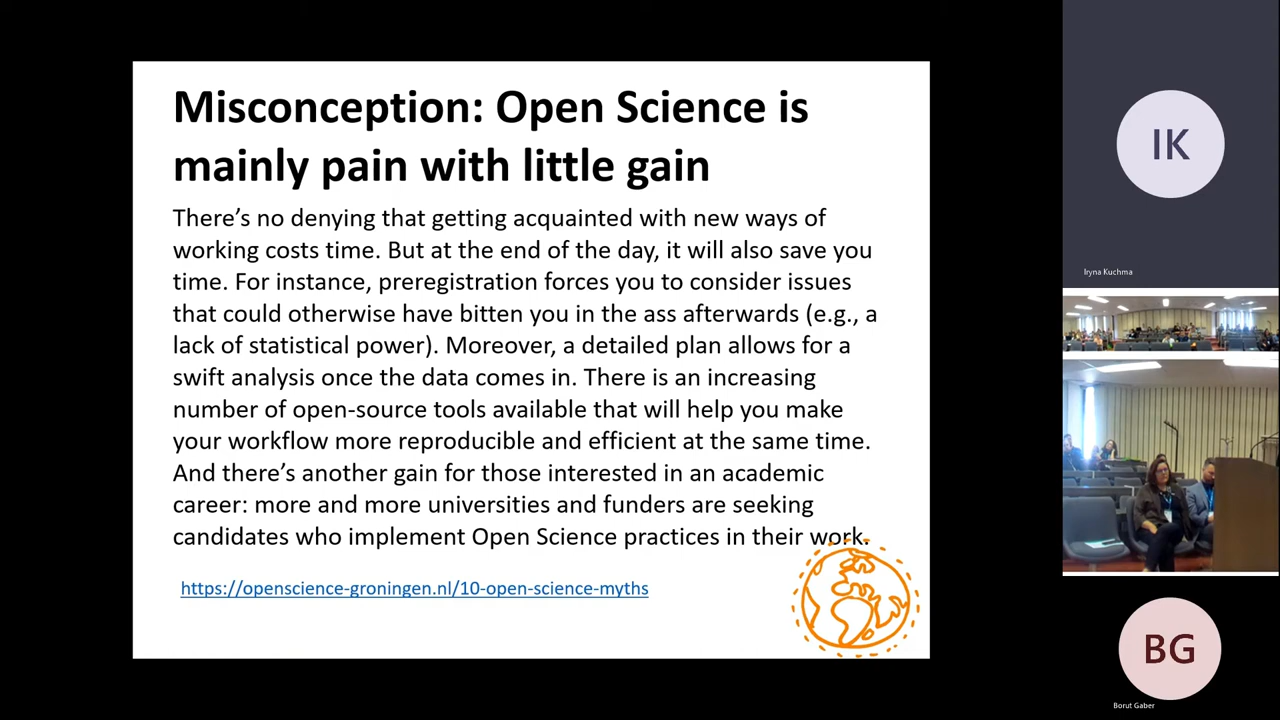 Misconception: Open Science is
mainly pain with little gain
There's no denying that getting acquainted with new ways of
working costs time. But at the end of the day, it will also save you
time. For instance, preregistration forces you to consider issues
that could otherwise have bitten you in the ass afterwards (e.g., a
lack of statistical power). Moreover, a detailed plan allows for a
swift analysis once the data comes in. There is an increasing
number of open-source tools available that will help you make
your workflow more reproducible and efficient at the same time.
And there's another gain for those interested in an academic
career: more and more universities and funders are seeking
candidates who implement Open Science practices in their work.
https://openscience-groningen.nl/10-open-science-myths
IK
Iryna Kuchma
BG
Borut Gaber